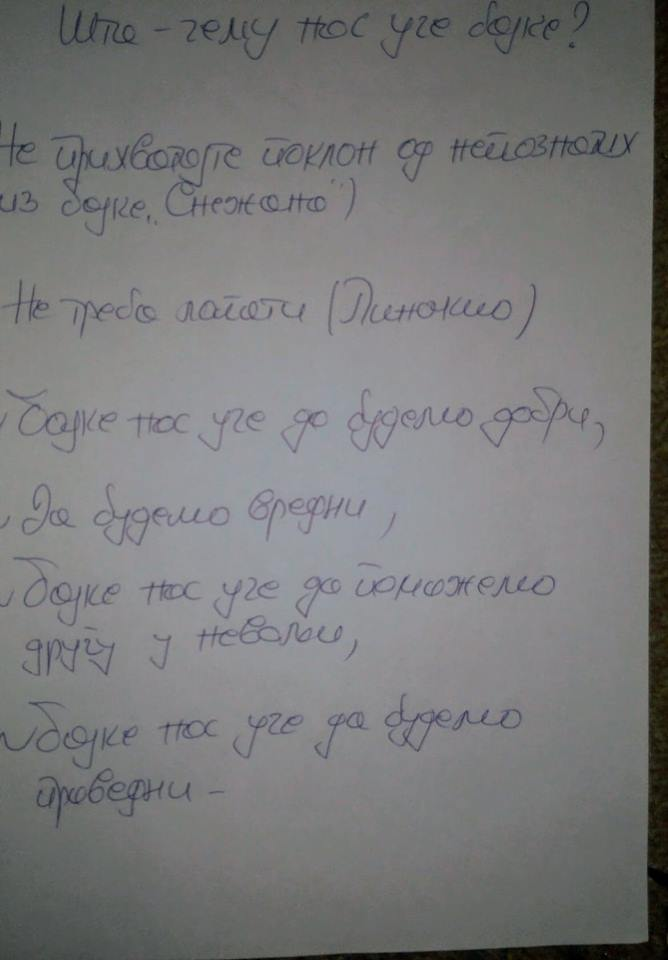 Шта - чему нас уче бајке?
Не прихватајте поклон од непознатих
из бајке „Снежана")
Не треба лагати (Пинокио)
Бајке нас уче да будемо добри,
Да будемо вредни,
Бајке нас уче да поможемо
другу у невољи,
Бајке нас уче да будемо
праведни -